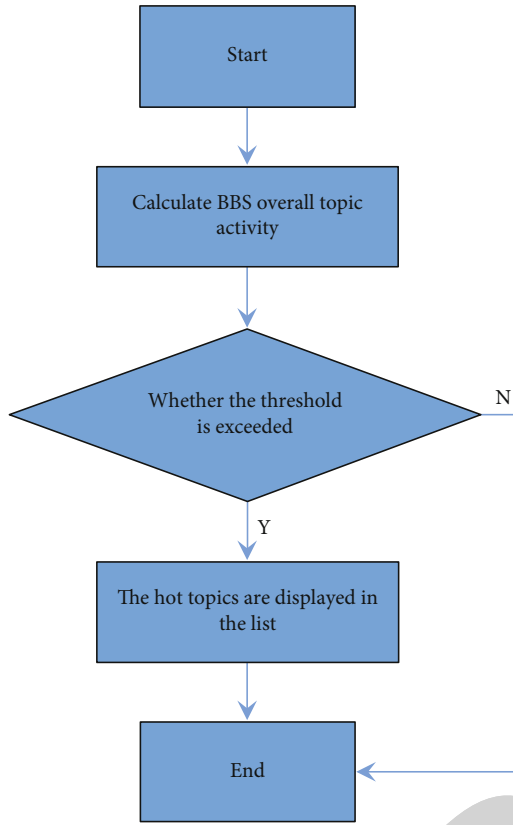 Start
Calculate BBS overall topic
activity
Whether the threshold
is exceeded
N
Y
The hot topics are displayed in
the list
End